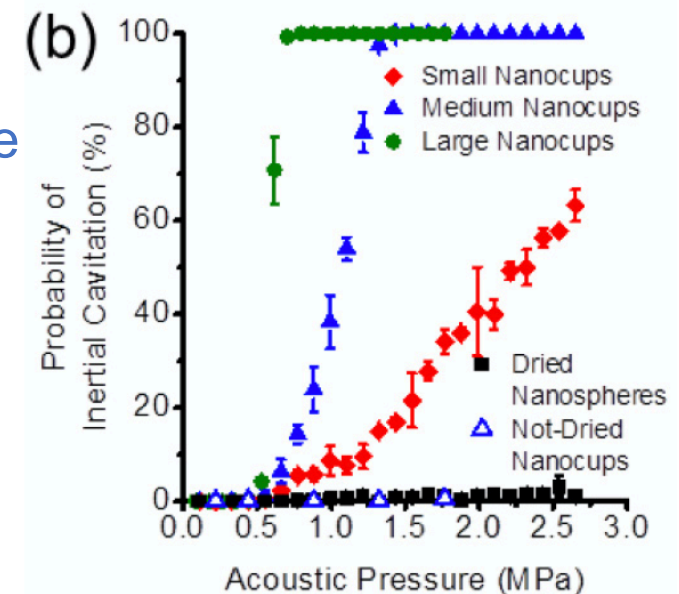 (b)
e
Probability of
Inertial Cavitation (%)
100
80
60
40
20
0
Small Nanocups
Medium Nanocups
Large Nanocups
Dried
Nanospheres
Not-Dried
Nanocups
0.0 0.5 1.0 1.5 2.0 2.5 3.0
Acoustic Pressure (MPa)